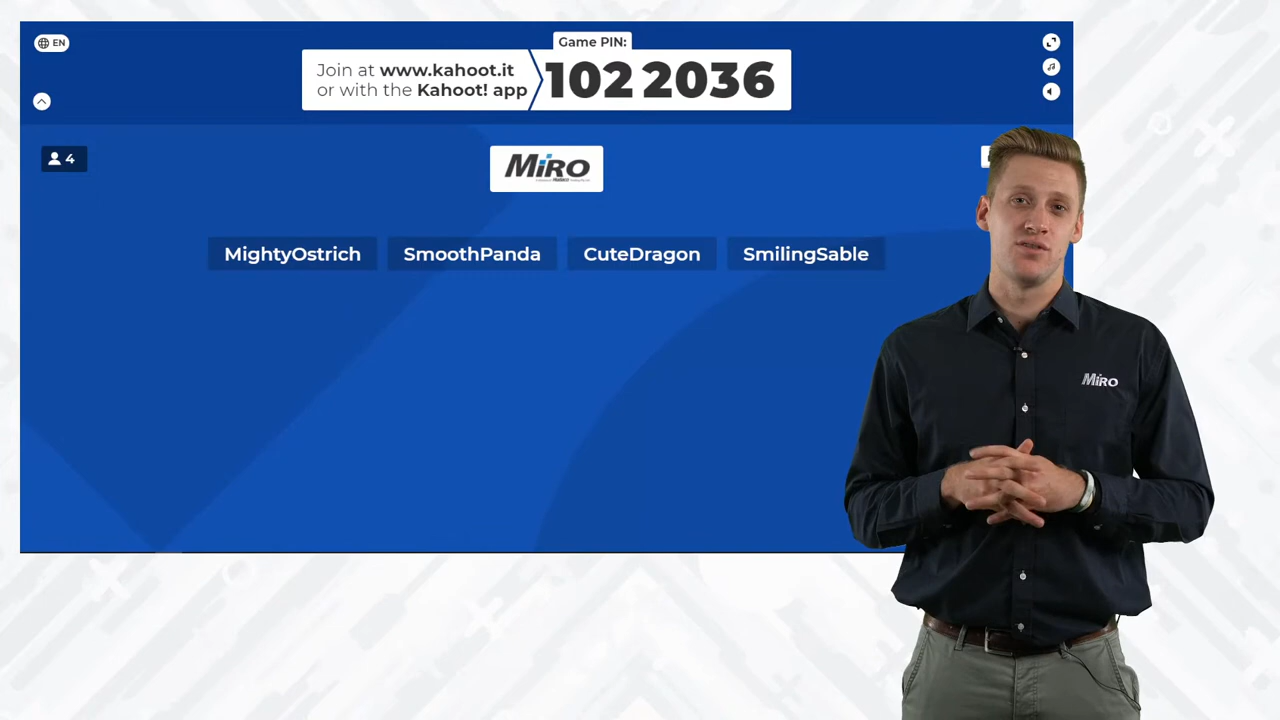 EN
Game PIN:
Join at www.kahoot.it
or with the Kahoot! app
102 2036
4
MiRO
MightyOstrich
SmoothPanda
CuteDragon
SmilingSable
MiRO